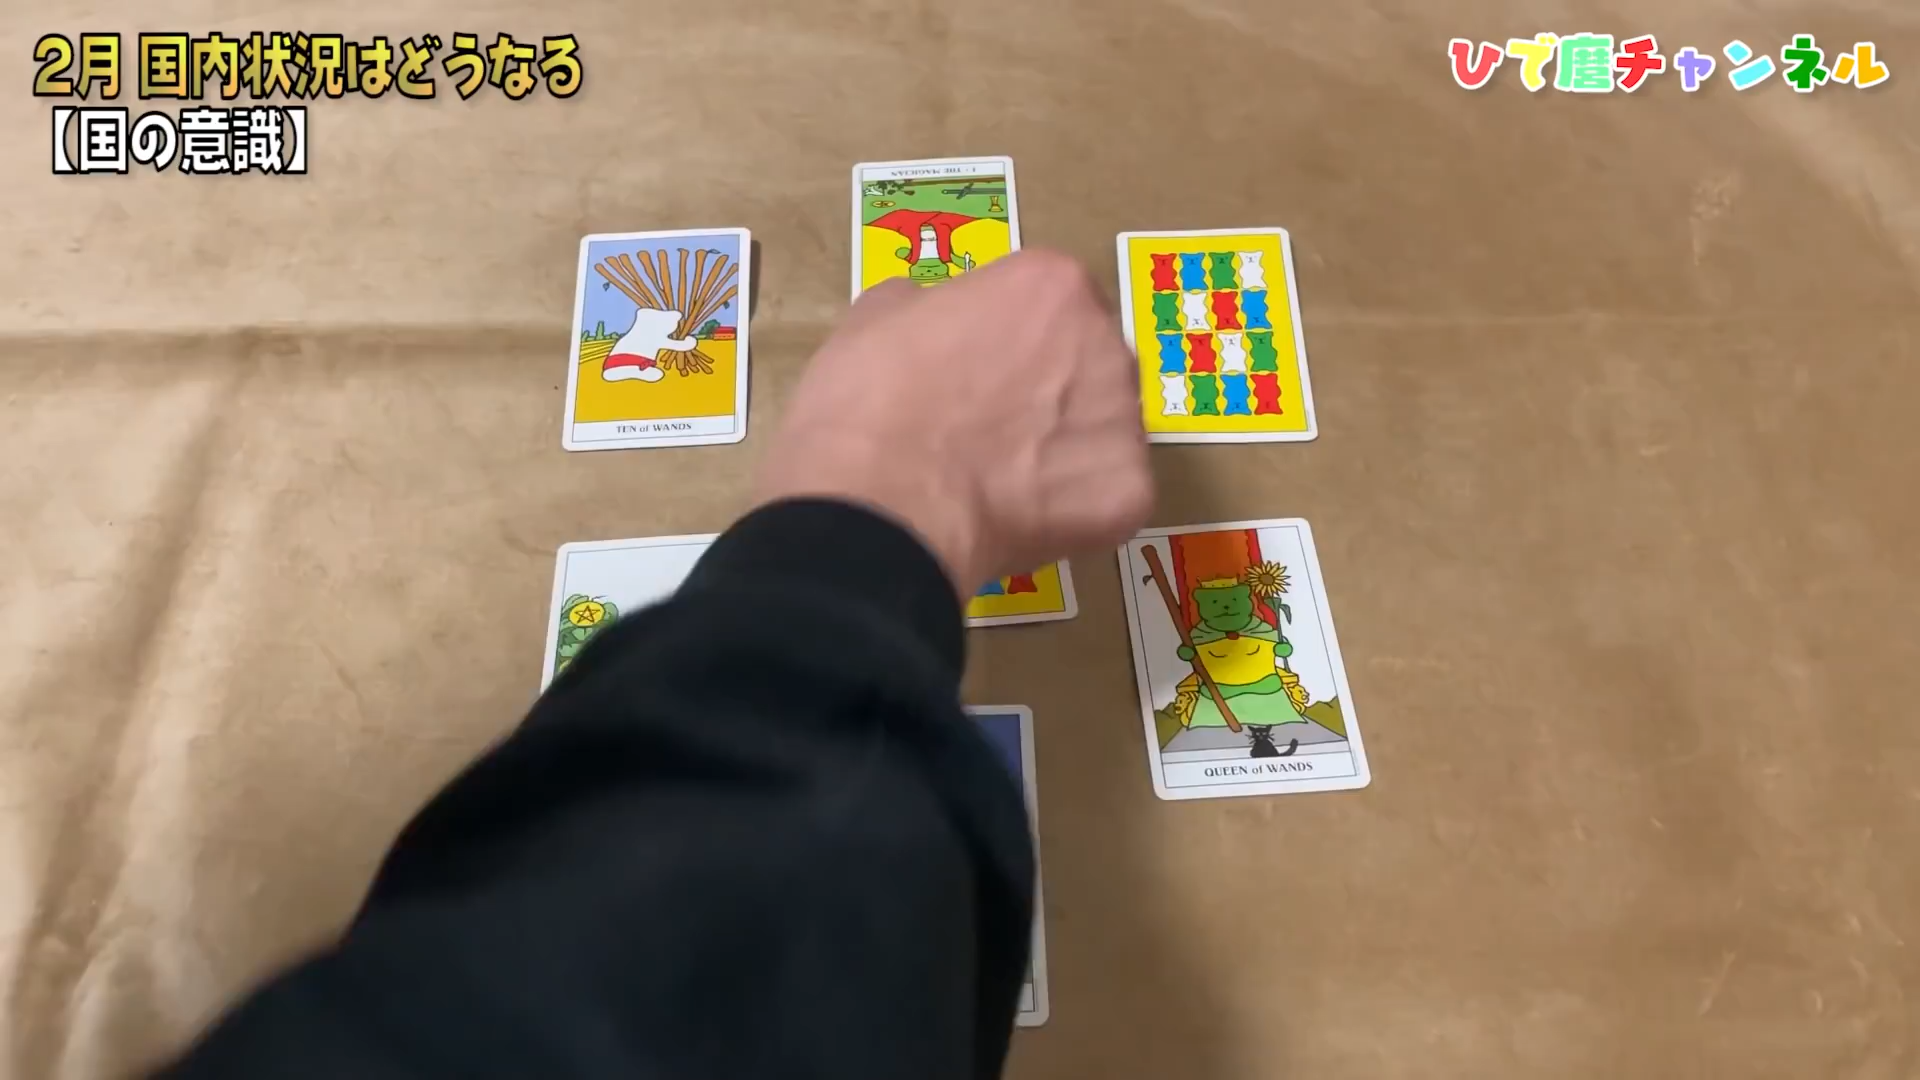 2月 国内状況はどうなる
【国の意識】
ひで磨チャンネル
I · THE MAGICIAN
TEN of WANDS
QUEEN of WANDS